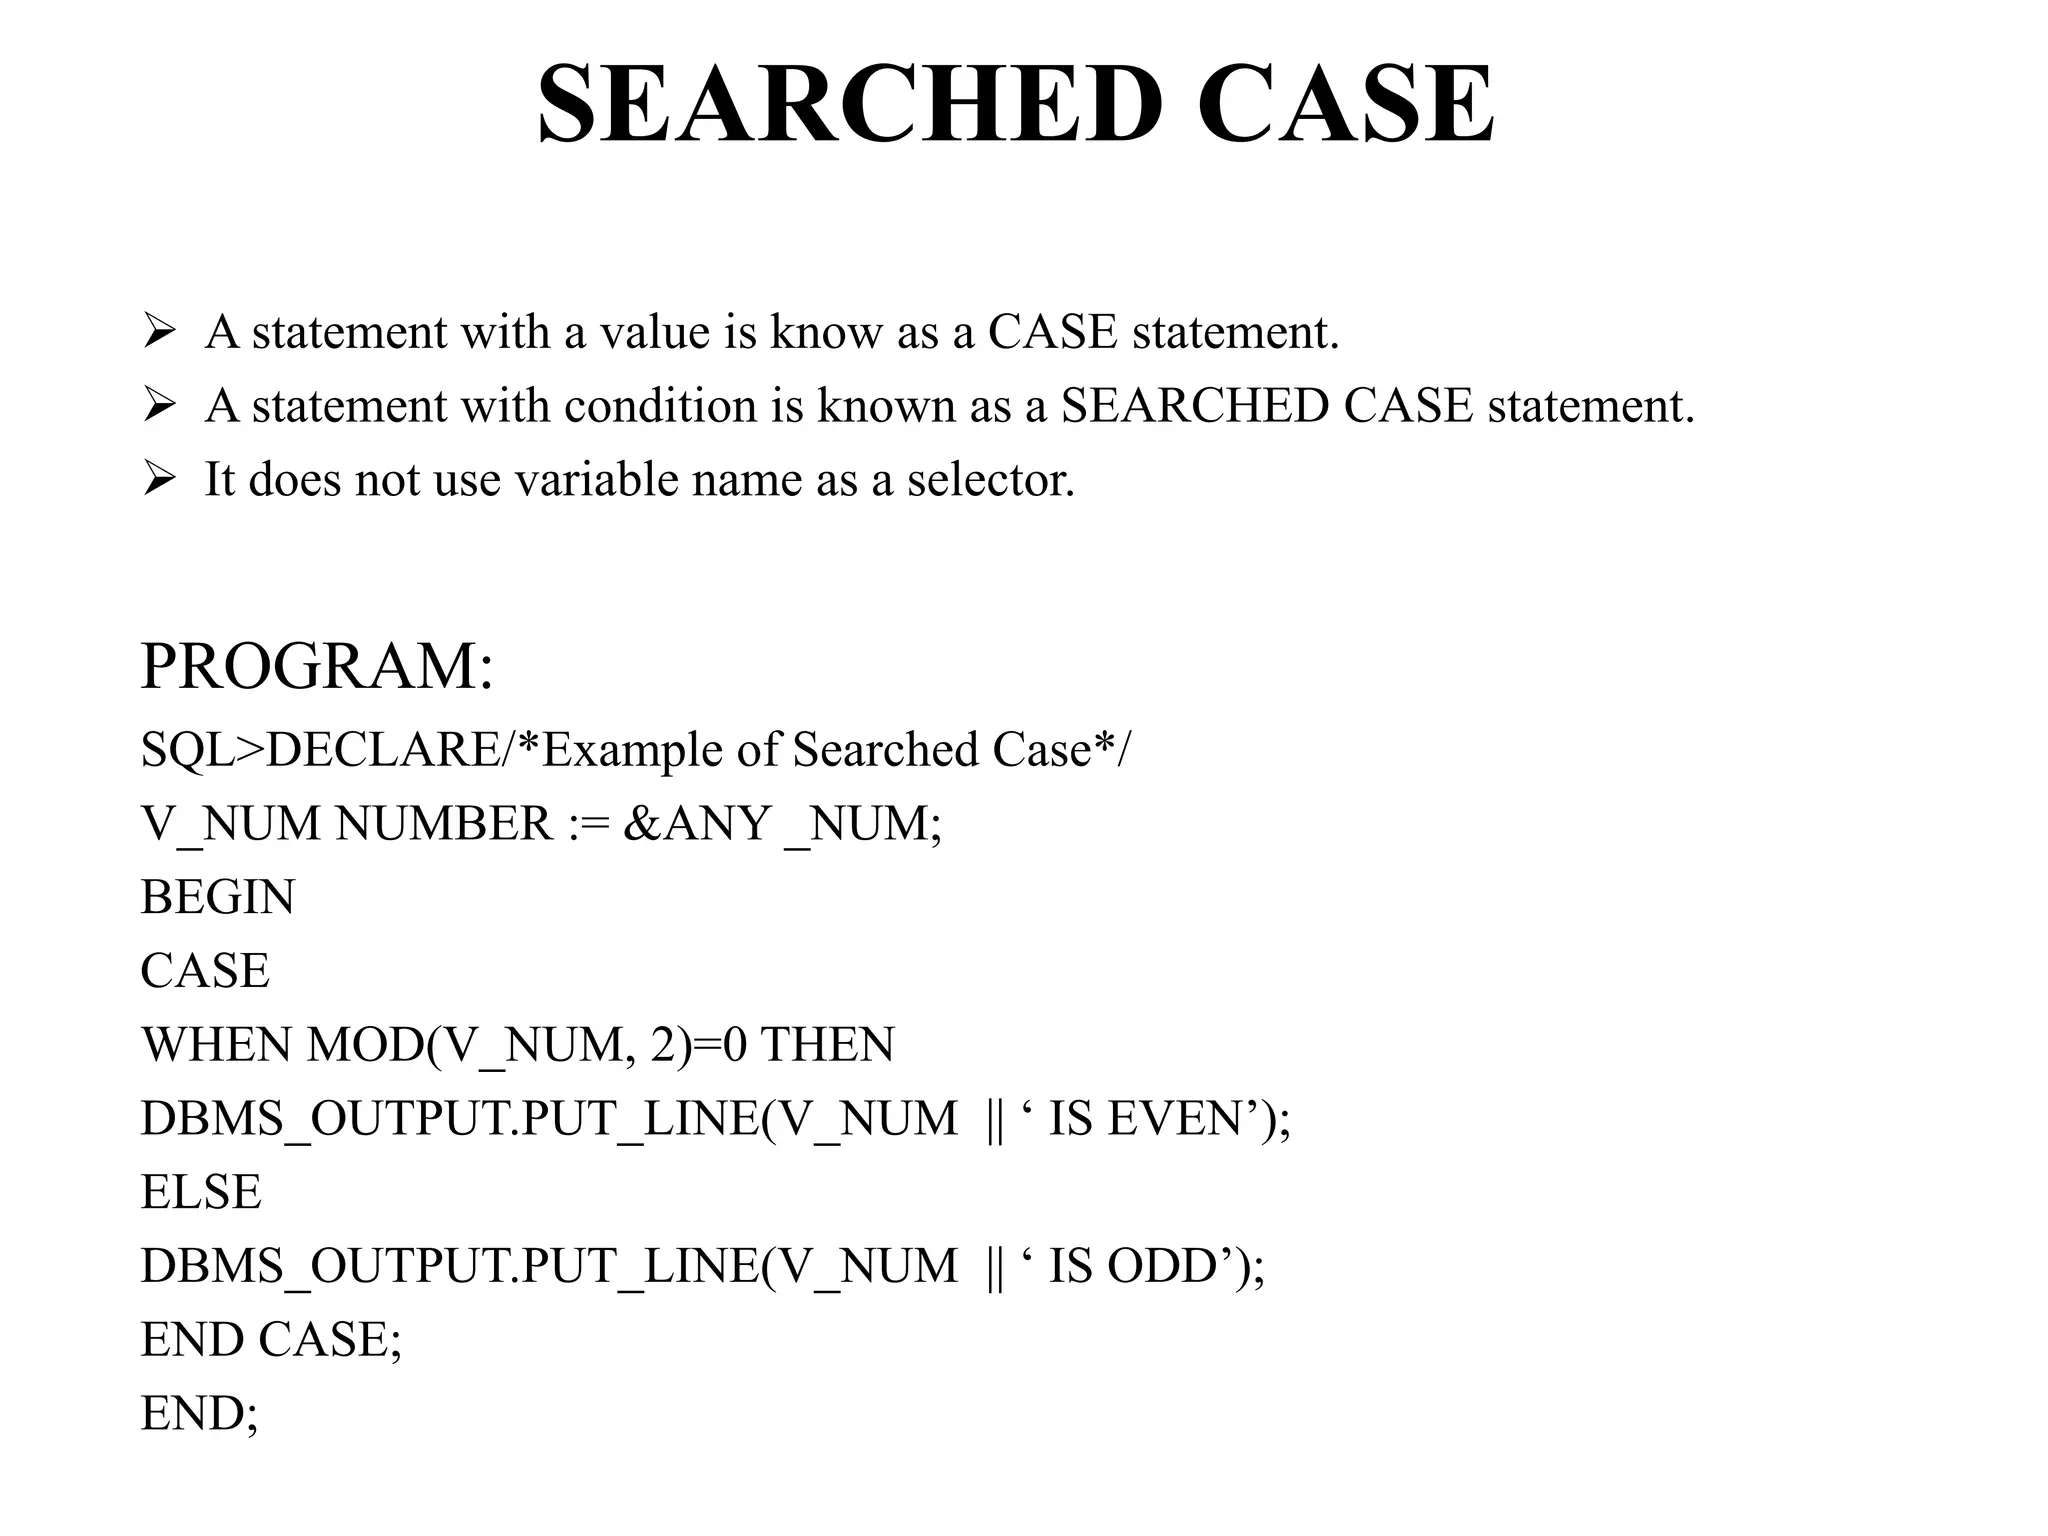 SEARCHED CASE
➢ A statement with a value is know as a CASE statement.
➢ A statement with condition is known as a SEARCHED CASE statement.
➢ It does not use variable name as a selector.
PROGRAM:
SQL>DECLARE/*Example of Searched Case*/
V_NUM NUMBER := &ANY _NUM;
BEGIN
CASE
WHEN MOD(V_NUM, 2)=0 THEN
DBMS_OUTPUT.PUT_LINE(V_NUM || ‘ IS EVEN’);
ELSE
DBMS_OUTPUT.PUT_LINE(V_NUM || ‘ IS ODD’);
END CASE;
END;